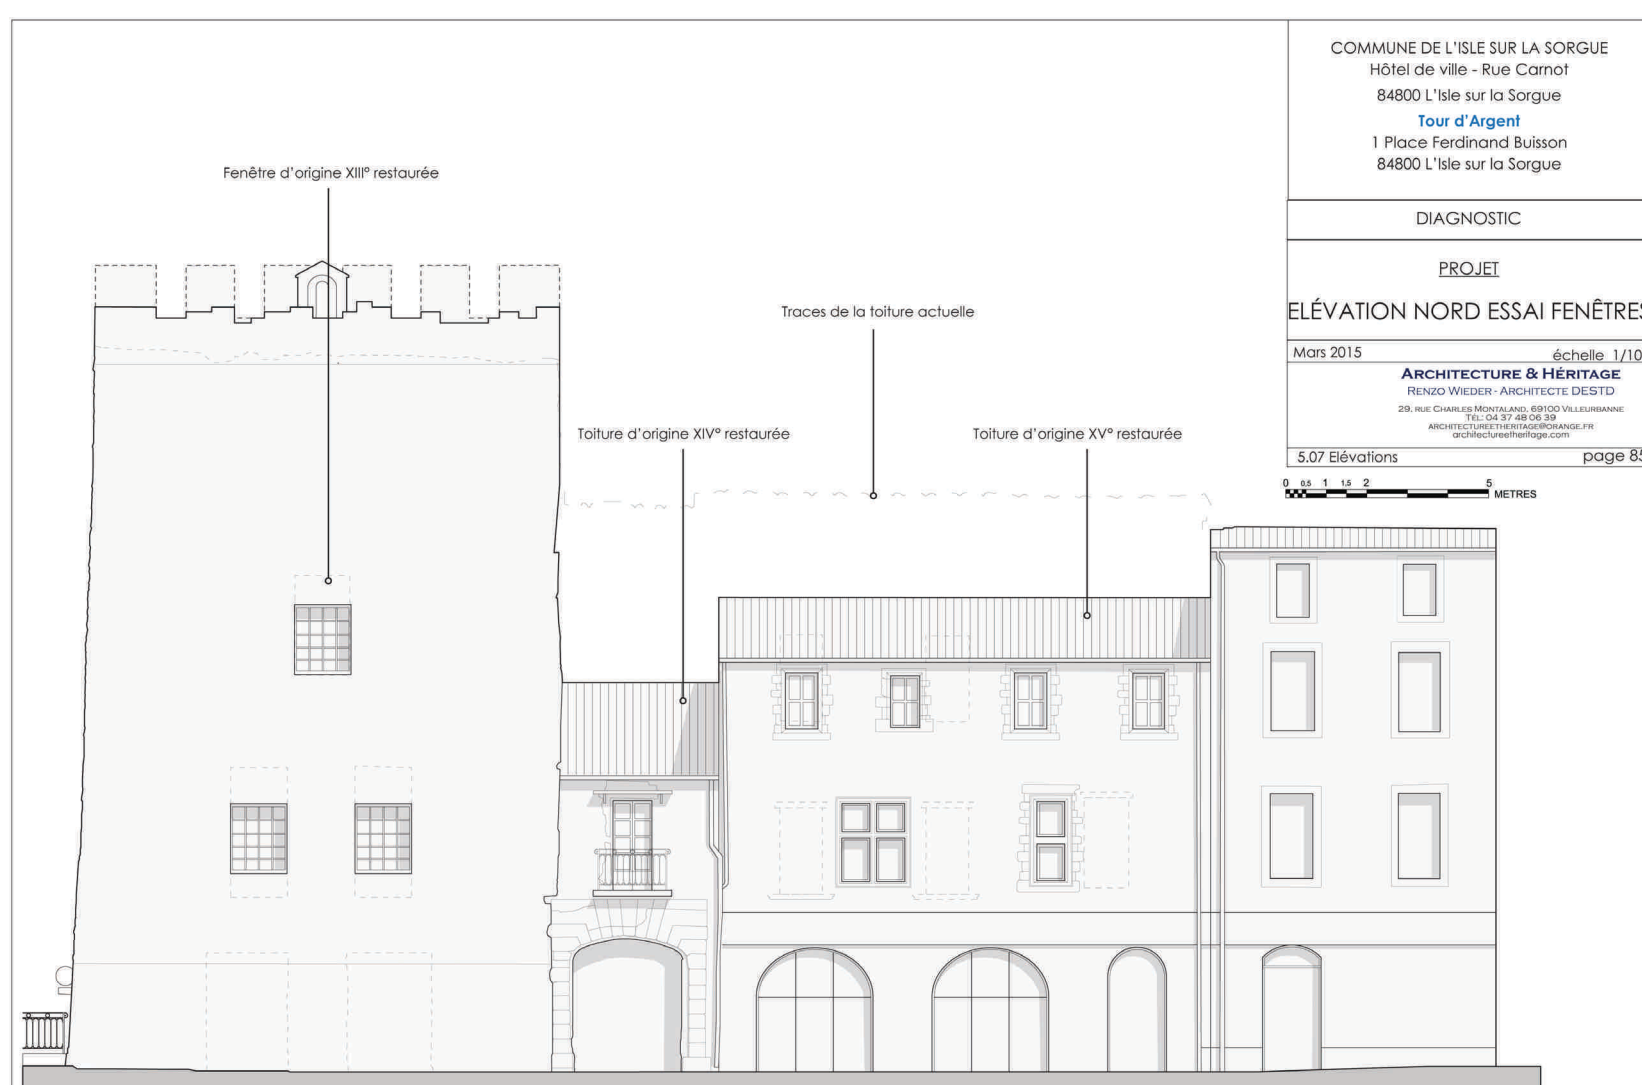 COMMUNE DE L'ISLE SUR LA SORGUE
Hôtel de ville - Rue Carnot
84800 L'Isle sur la Sorgue
Tour d'Argent
1 Place Ferdinand Buisson
84800 L'Isle sur la Sorgue
DIAGNOSTIC
PROJET
ELÉVATION NORD ESSAI FENÊTRES
Mars 2015 échelle 1/10
ARCHITECTURE & HÉRITAGE
RENZO WIEDER - ARCHITECTE DESTD
29, RUE CHARLES MONTALAND, 69100 VILLEURBANNE
TÉL: 04 37 48 06 39
ARCHITECTUREETHERITAGE@ORANGE.FR
architectureetheritage.com
5.07 Elévations page 85
0 0,5 1 1,5 2 5
METRES
Fenêtre d'origine XIII° restaurée
Traces de la toiture actuelle
Toiture d'origine XIV° restaurée
Toiture d'origine XV° restaurée